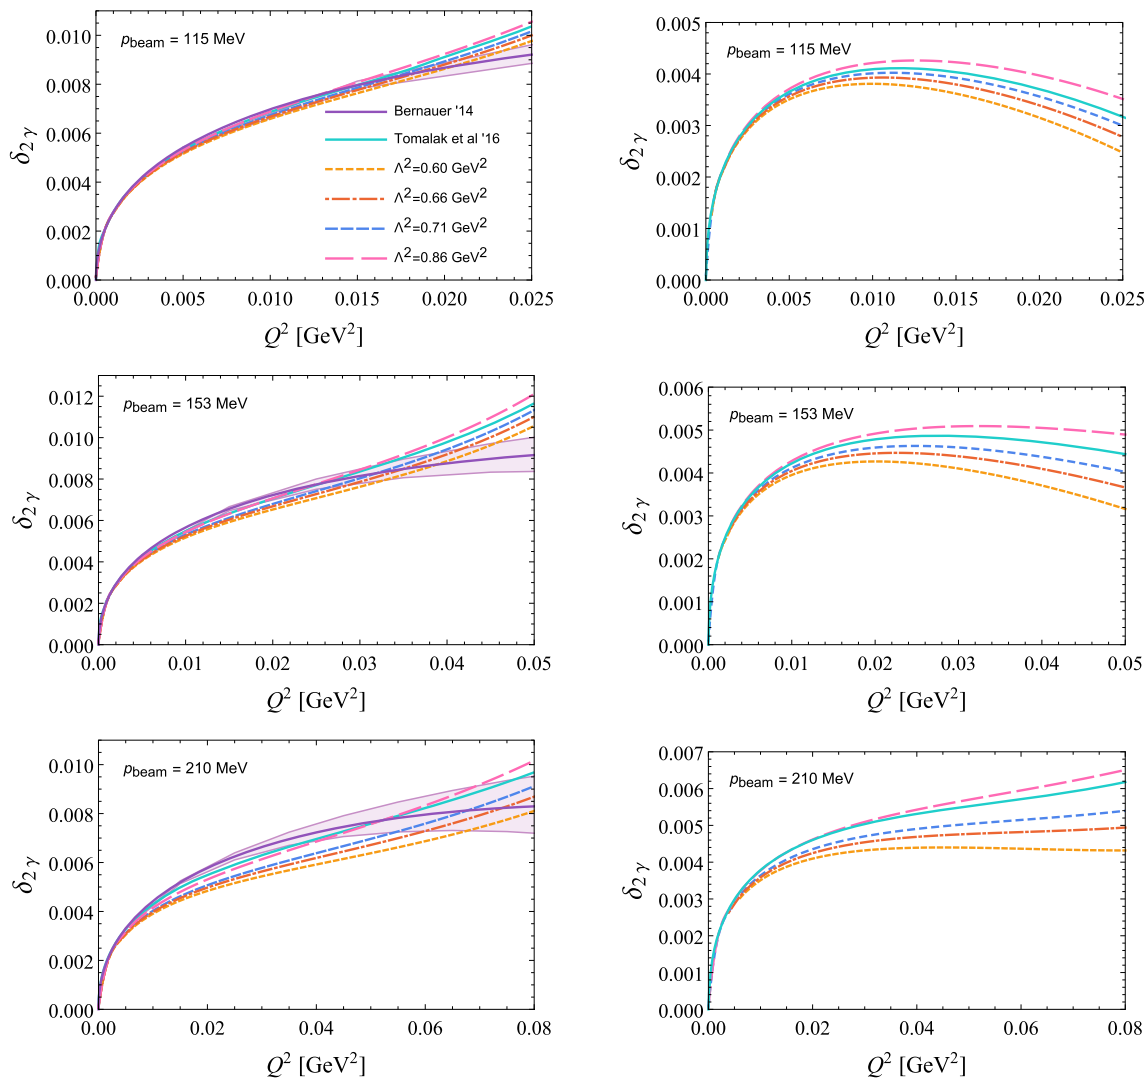 p_beam = 115 MeV
δ_2γ
0.010
0.008
0.006
0.004
0.002
0.000
Bernauer '14
Tomalak et al '16
Λ²=0.60 GeV²
Λ²=0.66 GeV²
Λ²=0.71 GeV²
Λ²=0.86 GeV²
0.000 0.005 0.010 0.015 0.020 0.025
Q² [GeV²]
p_beam = 115 MeV
δ_2γ
0.005
0.004
0.003
0.002
0.001
0.000
0.000 0.005 0.010 0.015 0.020 0.025
Q² [GeV²]
p_beam = 153 MeV
δ_2γ
0.012
0.010
0.008
0.006
0.004
0.002
0.000
0.00 0.01 0.02 0.03 0.04 0.05
Q² [GeV²]
p_beam = 153 MeV
δ_2γ
0.006
0.005
0.004
0.003
0.002
0.001
0.000
0.00 0.01 0.02 0.03 0.04 0.05
Q² [GeV²]
p_beam = 210 MeV
δ_2γ
0.010
0.008
0.006
0.004
0.002
0.000
0.00 0.02 0.04 0.06 0.08
Q² [GeV²]
p_beam = 210 MeV
δ_2γ
0.007
0.006
0.005
0.004
0.003
0.002
0.001
0.000
0.00 0.02 0.04 0.06 0.08
Q² [GeV²]